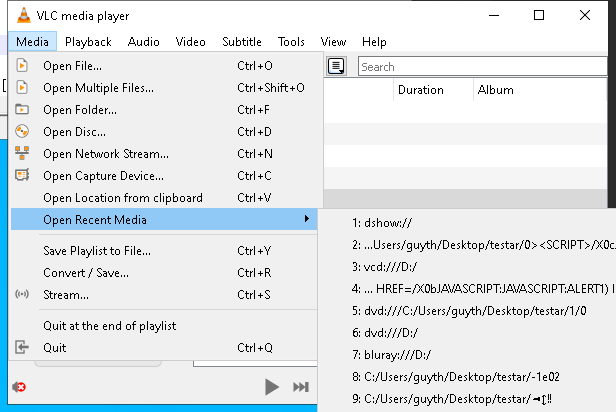 VLC media player
Media Playback Audio Video Subtitle Tools View Help
Open File... Ctrl+O
Search
Open Multiple Files... Ctrl+Shift+O
Duration Album
Open Folder... Ctrl+F
Open Disc... Ctrl+D
Open Network Stream... Ctrl+N
Open Capture Device... Ctrl+C
Open Location from clipboard Ctrl+V
Open Recent Media
1: dshow://
2: ...Users/guyth/Desktop/testar/0><SCRIPT>/X0c
Save Playlist to File... Ctrl+Y
3: vcd:///D:/
Convert / Save... Ctrl+R
4: ... HREF=/X0bJAVASCRIPT:JAVASCRIPT:ALERT1) I
Stream... Ctrl+S
5: dvd:///C:/Users/guyth/Desktop/testar/1/0
Quit at the end of playlist
6: dvd:///D:/
Quit Ctrl+Q
7: bluray:///D:/
8: C:/Users/guyth/Desktop/testar/-1e02
9: C:/Users/guyth/Desktop/testar/◄↕‼